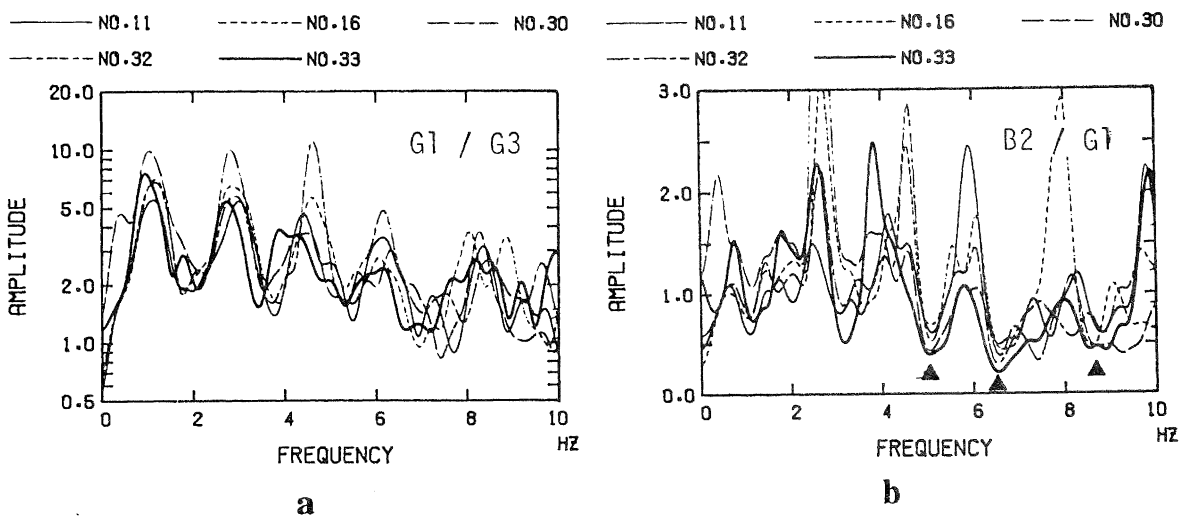 NO.11 NO.16 NO.30
NO.32 NO.33
20.0
10.0
5.0
2.0
1.0
0.5
AMPLITUDE
G1 / G3
0 2 4 6 8 10
HZ
FREQUENCY
a
NO.11 NO.16 NO.30
NO.32 NO.33
3.0
2.0
1.0
0.0
AMPLITUDE
B2 / G1
0 2 4 6 8 10
HZ
FREQUENCY
b